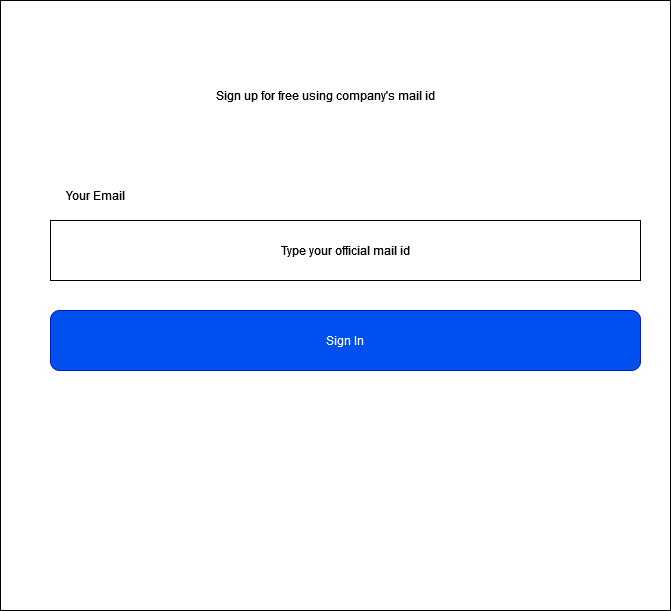 Sign up for free using company's mail id
Your Email
Type your official mail id
Sign In